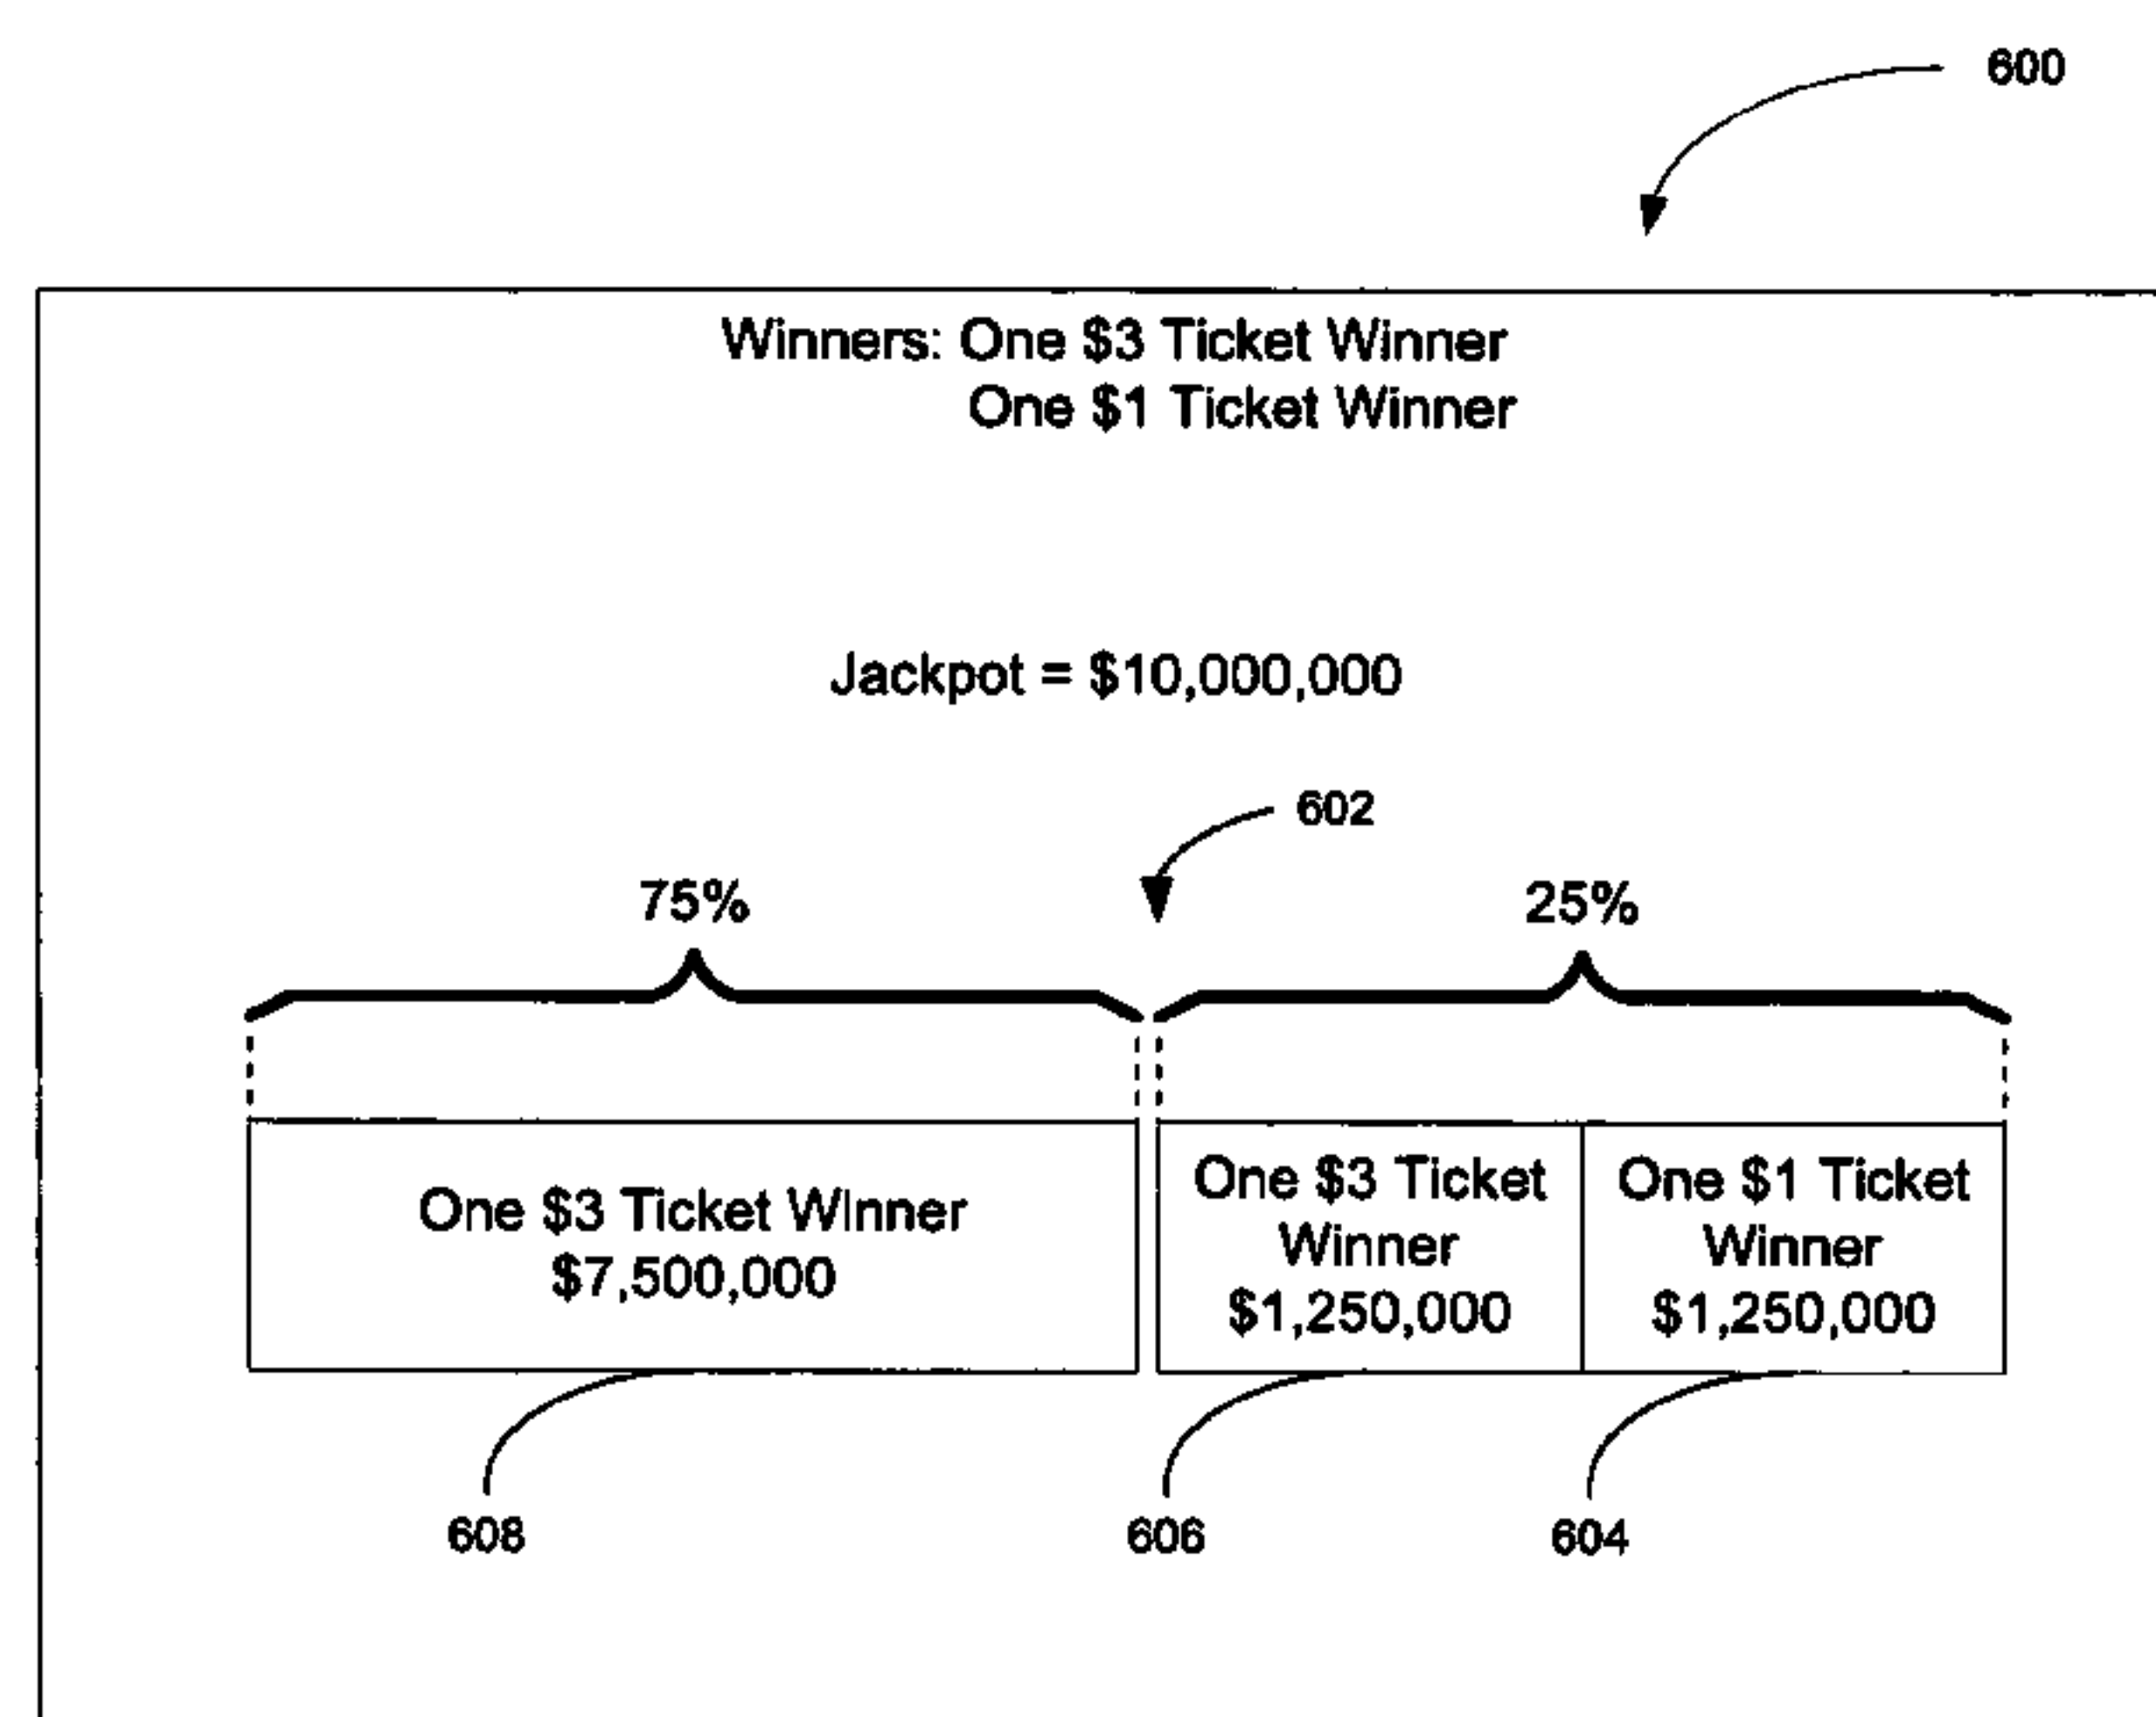 600
Winners: One $3 Ticket Winner
One $1 Ticket Winner
Jackpot = $10,000,000
602
75%
25%
One $3 Ticket Winner
$7,500,000
One $3 Ticket
Winner
$1,250,000
One $1 Ticket
Winner
$1,250,000
608
606
604